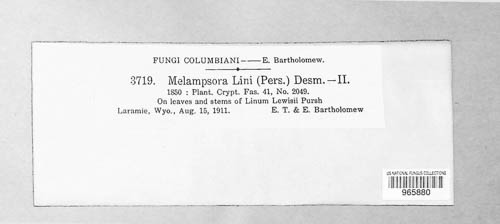 FUNGI COLUMBIANI——E. Bartholomew.
3719. Melampsora Lini (Pers.) Desm.—II.
1850 : Plant. Crypt. Fas. 41, No. 2049.
On leaves and stems of Linum Lewisii Pursh
Laramie, Wyo., Aug. 15, 1911. E. T. & E. Bartholomew
US NATIONAL FUNGUS COLLECTIONS
965880